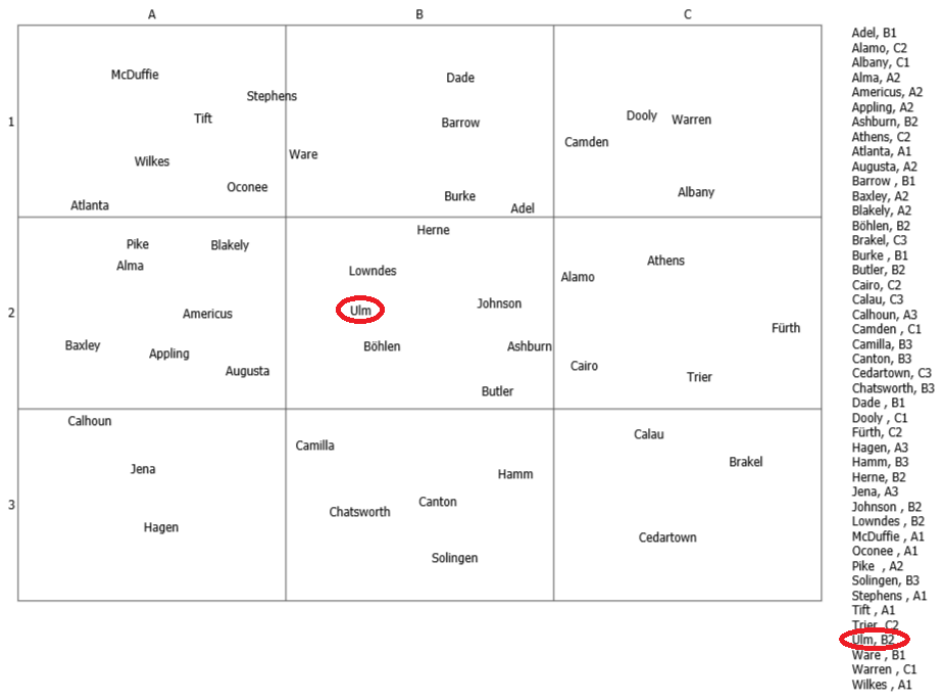 A B C
1
McDuffie
Dade
Stephens
Tift
Barrow
Dooly
Warren
Camden
Ware
Wilkes
Oconee
Burke
Albany
Atlanta
Adel
2
Herne
Pike
Blakely
Alma
Lowndes
Athens
Alamo
Johnson
Ulm
Americus
Fürth
Baxley
Appling
Böhlen
Ashburn
Augusta
Cairo
Trier
Butler
3
Calhoun
Camilla
Calau
Jena
Hamm
Brakel
Canton
Chatsworth
Hagen
Cedartown
Solingen
Adel, B1
Alamo, C2
Albany, C1
Alma, A2
Americus, A2
Appling, A2
Ashburn, B2
Athens, C2
Atlanta, A1
Augusta, A2
Barrow , B1
Baxley, A2
Blakely, A2
Böhlen, B2
Brakel, C3
Burke , B1
Butler, B2
Cairo, C2
Calau, C3
Calhoun, A3
Camden , C1
Camilla, B3
Canton, B3
Cedartown, C3
Chatsworth, B3
Dade , B1
Dooly , C1
Fürth, C2
Hagen, A3
Hamm, B3
Herne, B2
Jena, A3
Johnson , B2
Lowndes , B2
McDuffie , A1
Oconee , A1
Pike , A2
Solingen, B3
Stephens , A1
Tift , A1
Trier, C2
Ulm, B2
Ware , B1
Warren , C1
Wilkes , A1